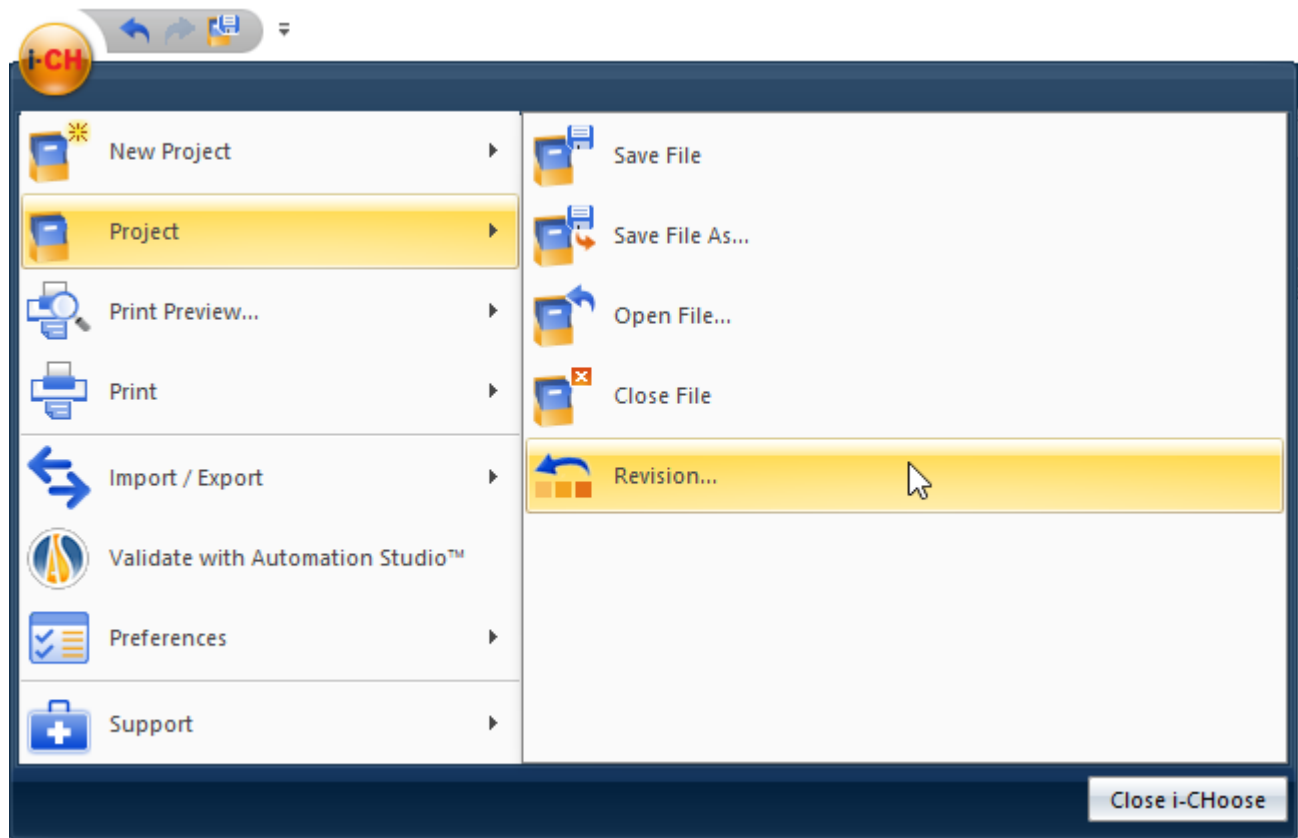 i-CH
New Project
Project
Print Preview...
Print
Import / Export
Validate with Automation Studio™
Preferences
Support
Save File
Save File As...
Open File...
Close File
Revision...
Close i-CHoose